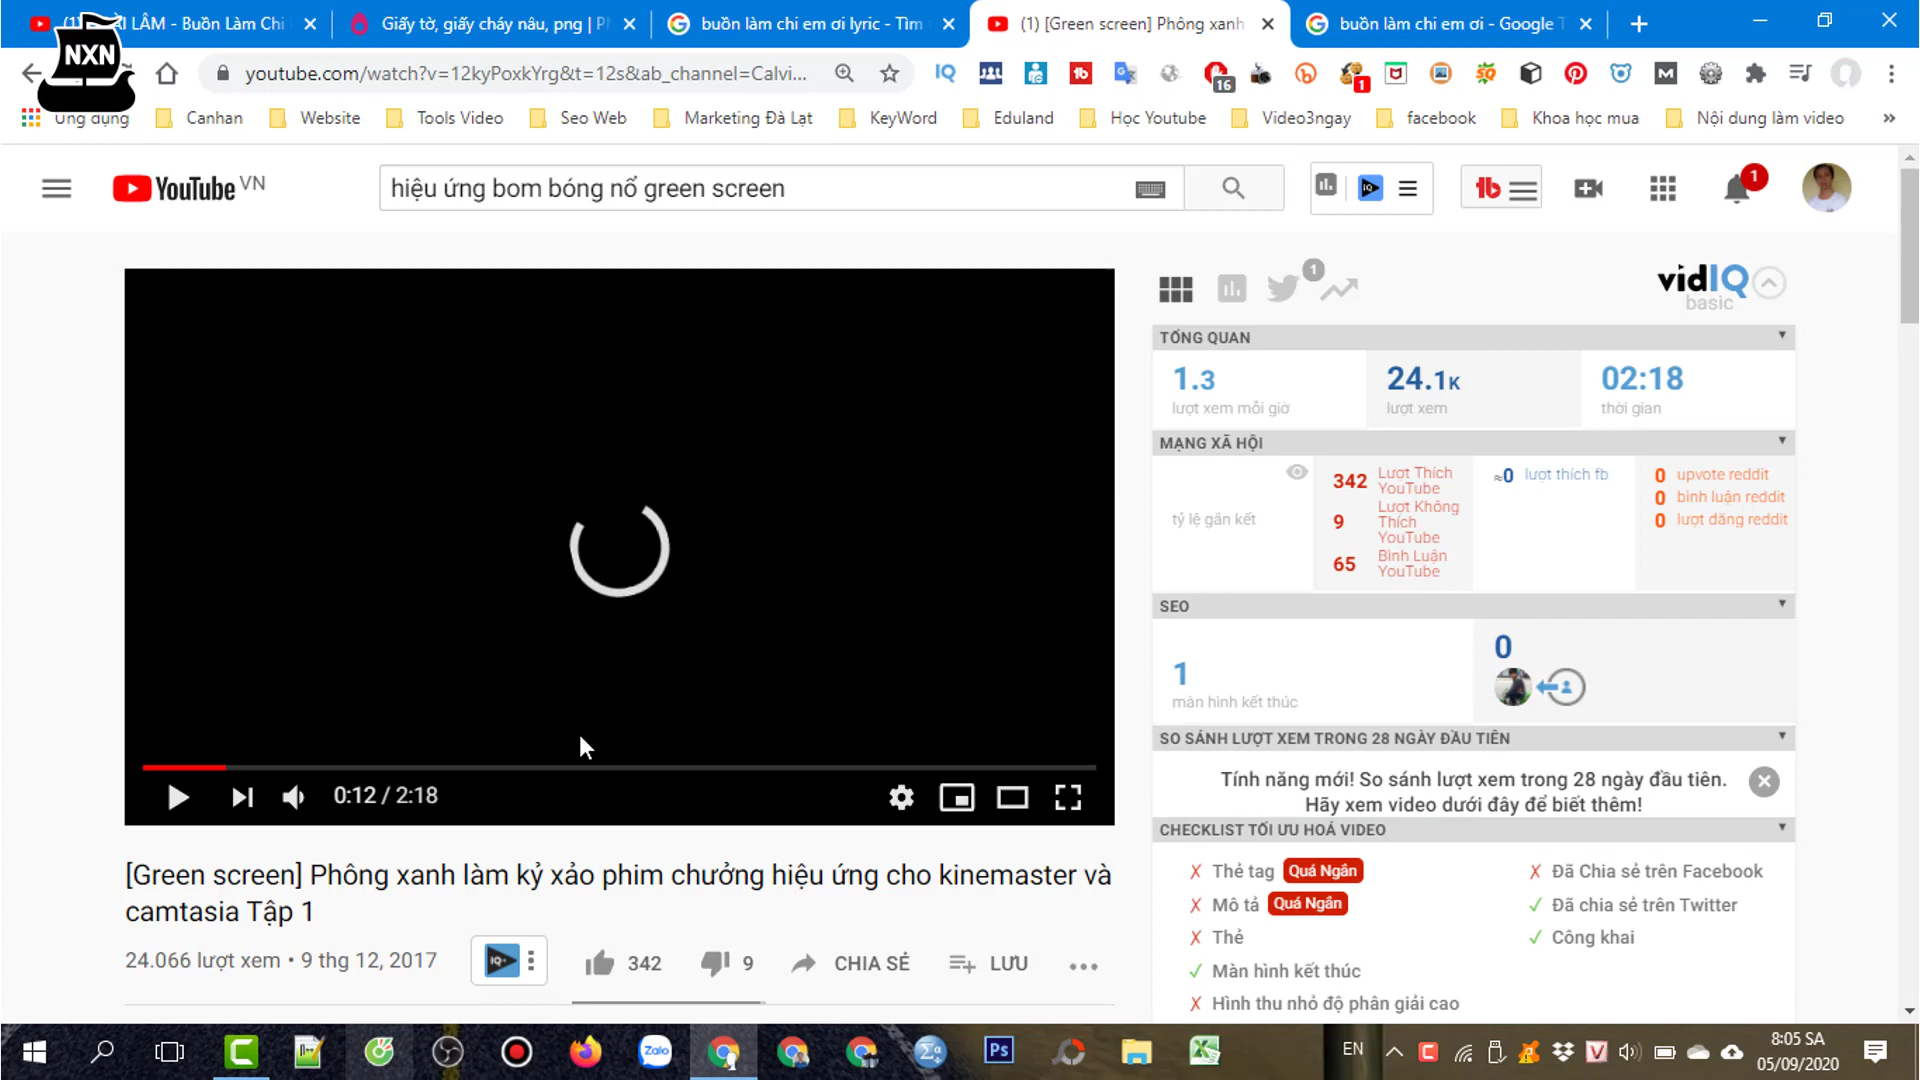 (1) ÀI LÂM - Buồn Làm Chi
Giấy tờ, giấy cháy nâu, png | P
buồn làm chi em ơi lyric - Tìm
(1) [Green screen] Phông xanh
buồn làm chi em ơi - Google T
NXN
youtube.com/watch?v=12kyPoxkYrg&t=12s&ab_channel=Calvi...
IQ
16
1
M
Ứng dụng
Canhan
Website
Tools Video
Seo Web
Marketing Đà Lạt
KeyWord
Eduland
Học Youtube
Video3ngay
facebook
Khoa học mua
Nội dung làm video
»
YouTube VN
hiệu ứng bom bóng nổ green screen
1
1
vidIQ
basic
TỔNG QUAN
1.3
24.1K
02:18
lượt xem mỗi giờ
lượt xem
thời gian
MẠNG XÃ HỘI
tỷ lệ gắn kết
342 Lượt Thích YouTube
9 Lượt Không Thích YouTube
65 Bình Luận YouTube
≈0 lượt thích fb
0 upvote reddit
0 bình luận reddit
0 lượt đăng reddit
SEO
1
màn hình kết thúc
0
SO SÁNH LƯỢT XEM TRONG 28 NGÀY ĐẦU TIÊN
Tính năng mới! So sánh lượt xem trong 28 ngày đầu tiên.
Hãy xem video dưới đây để biết thêm!
CHECKLIST TỐI ƯU HOÁ VIDEO
Thẻ tag Quá Ngắn
Mô tả Quá Ngắn
Thẻ
Màn hình kết thúc
Hình thu nhỏ độ phân giải cao
Đã Chia sẻ trên Facebook
Đã chia sẻ trên Twitter
Công khai
0:12 / 2:18
[Green screen] Phông xanh làm kỷ xảo phim chưởng hiệu ứng cho kinemaster và
camtasia Tập 1
24.066 lượt xem • 9 thg 12, 2017
342
9
CHIA SẺ
LƯU
Zalo
Ps
EN
8:05 SA
05/09/2020